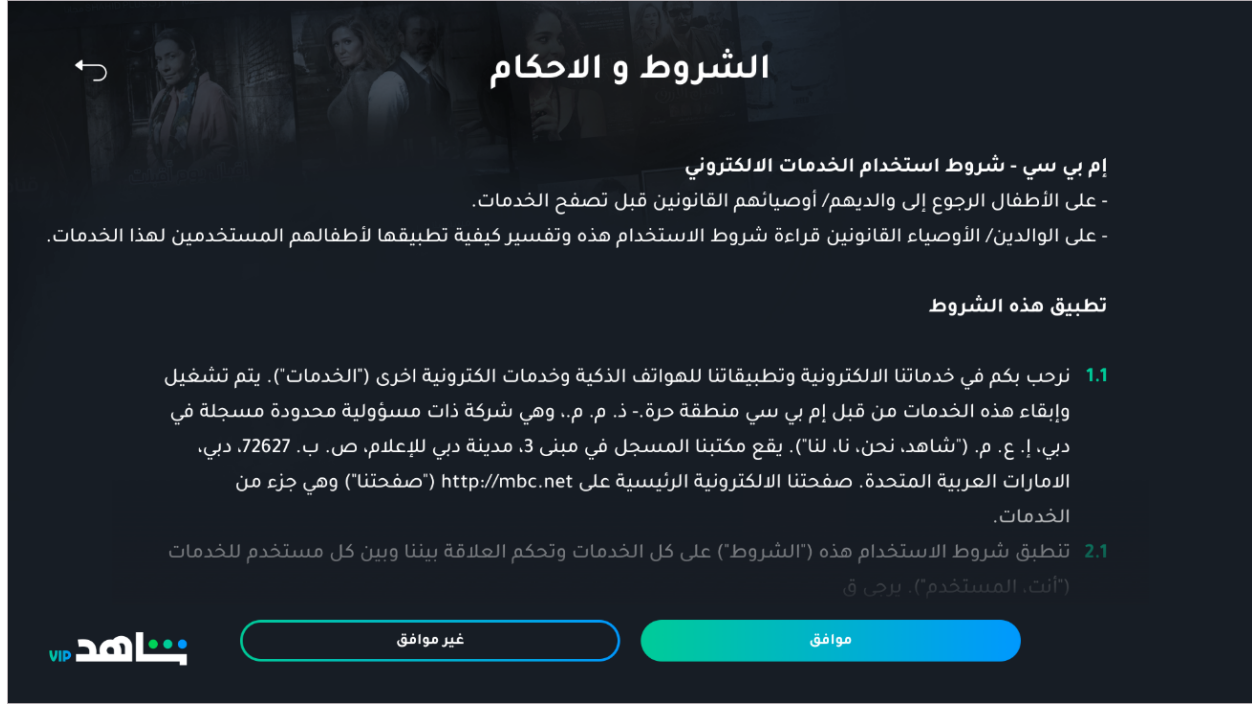 الشروط و الاحكام
إم بي سي - شروط استخدام الخدمات الالكتروني
- على الأطفال الرجوع إلى والديهم/ أوصيائهم القانونين قبل تصفح الخدمات.
- على الوالدين/ الأوصياء القانونين قراءة شروط الاستخدام هذه وتفسير كيفية تطبيقها لأطفالهم المستخدمين لهذا الخدمات.
تطبيق هذه الشروط
1.1 نرحب بكم في خدماتنا الالكترونية وتطبيقاتنا للهواتف الذكية وخدمات الكترونية اخرى ("الخدمات"). يتم تشغيل
وإبقاء هذه الخدمات من قبل إم بي سي منطقة حرة.- ذ. م. م.، وهي شركة ذات مسؤولية محدودة مسجلة في
دبي، إ. ع. م. ("شاهد، نحن، نا، لنا"). يقع مكتبنا المسجل في مبنى 3، مدينة دبي للإعلام، ص. ب. 72627، دبي،
الامارات العربية المتحدة. صفحتنا الالكترونية الرئيسية على http://mbc.net ("صفحتنا") وهي جزء من
الخدمات.
2.1 تنطبق شروط الاستخدام هذه ("الشروط") على كل الخدمات وتحكم العلاقة بيننا وبين كل مستخدم للخدمات
("أنت، المستخدم"). يرجى ق
موافق
غير موافق
شاهد VIP